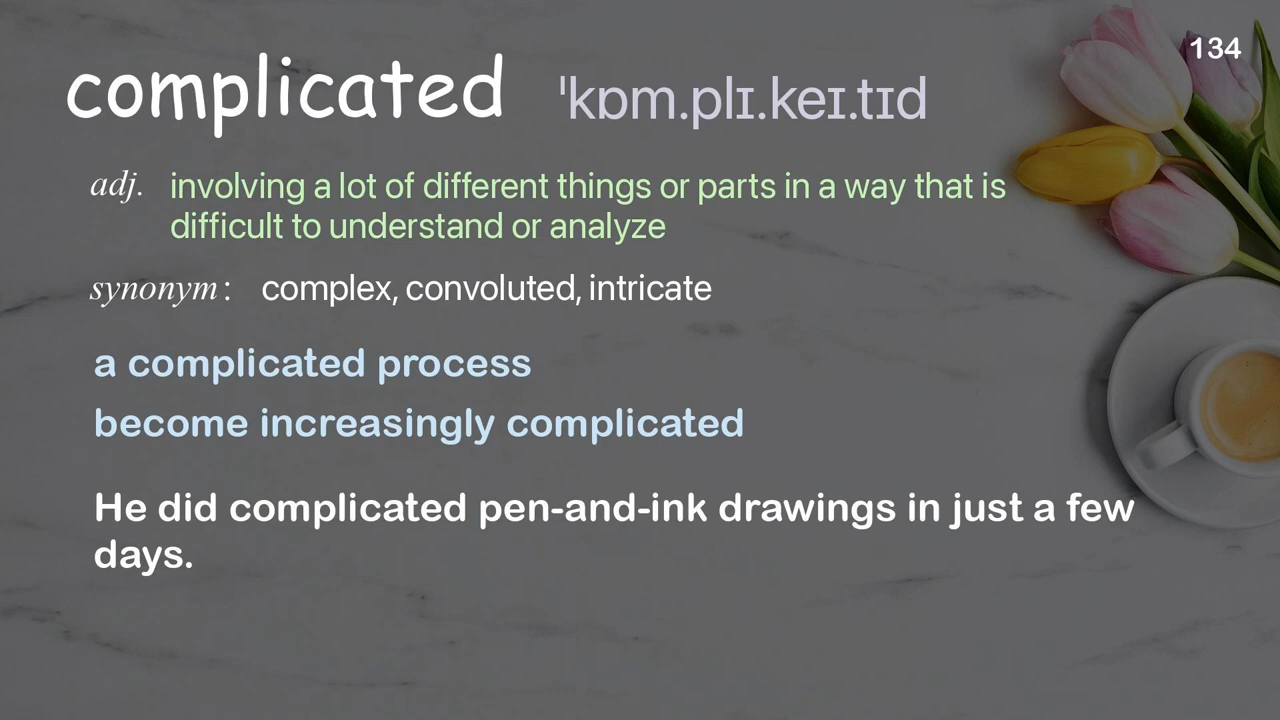 134
complicated ˈkɒm.plɪ.keɪ.tɪd
adj. involving a lot of different things or parts in a way that is
difficult to understand or analyze
synonym : complex, convoluted, intricate
a complicated process
become increasingly complicated
He did complicated pen-and-ink drawings in just a few
days.